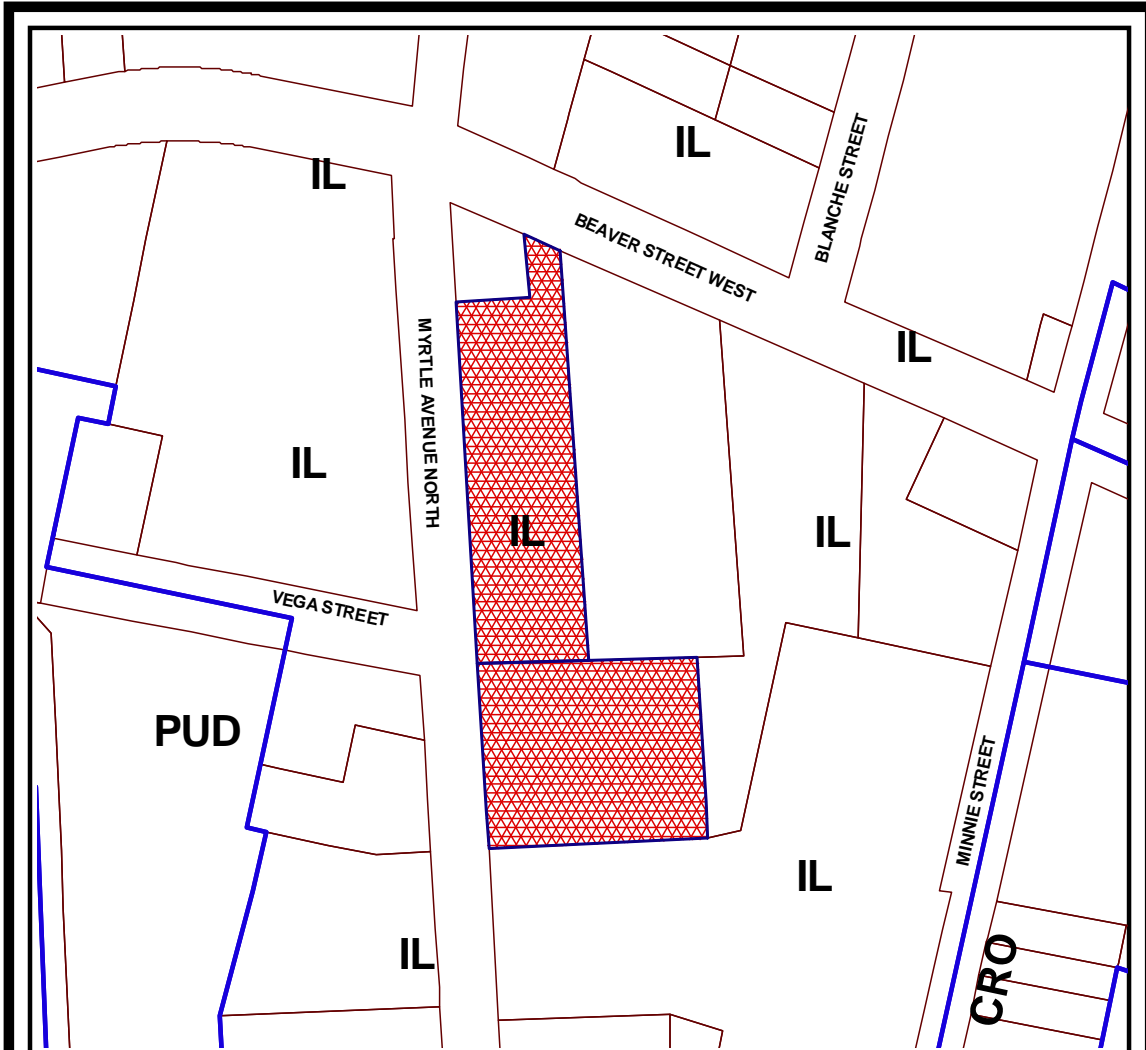 IL
IL
BLANCHE STREET
BEAVER STREET WEST
IL
MYRTLE AVENUE NORTH
IL
IL
IL
VEGA STREET
PUD
MINNIE STREET
IL
IL
CRO